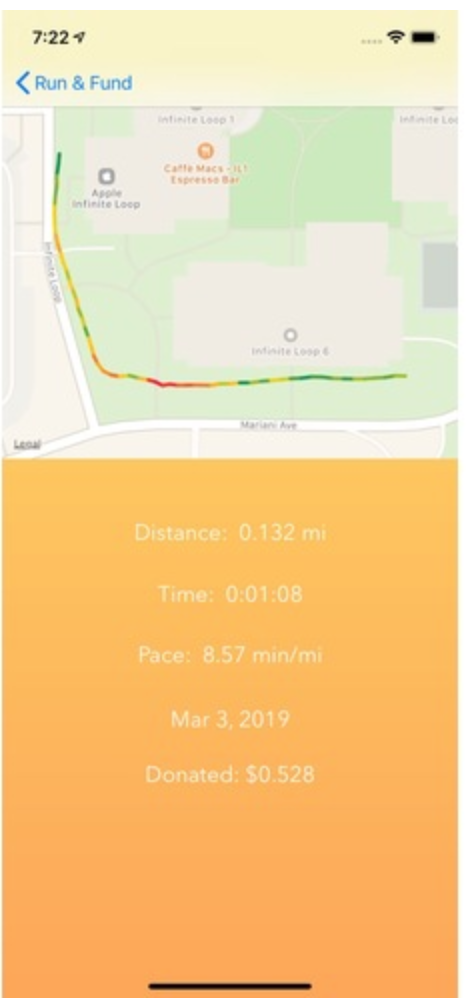 7:22
Run & Fund
Infinite Loop 1
Infinite Loo
Caffè Macs - IL1
Espresso Bar
Apple
Infinite Loop
Infinite Loop
Infinite Loop 6
Mariani Ave
Legal
Distance: 0.132 mi
Time: 0:01:08
Pace: 8.57 min/mi
Mar 3, 2019
Donated: $0.528